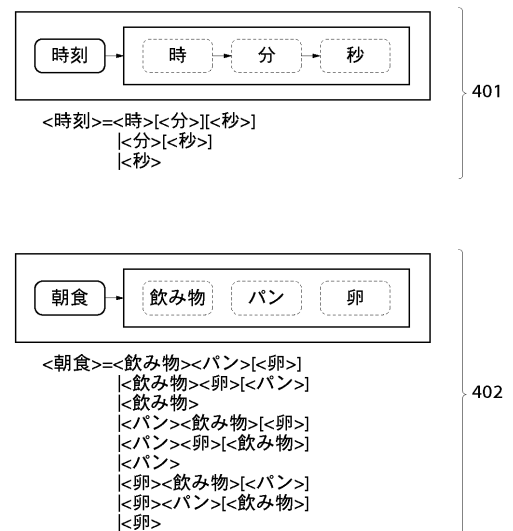 時刻 時 分 秒
401
<時刻>=<時>[<分>][<秒>]
|<分>[<秒>]
|<秒>
朝食 飲み物 パン 卵
402
<朝食>=<飲み物><パン>[<卵>]
|<飲み物><卵>[<パン>]
|<飲み物>
|<パン><飲み物>[<卵>]
|<パン><卵>[<飲み物>]
|<パン>
|<卵><飲み物>[<パン>]
|<卵><パン>[<飲み物>]
|<卵>